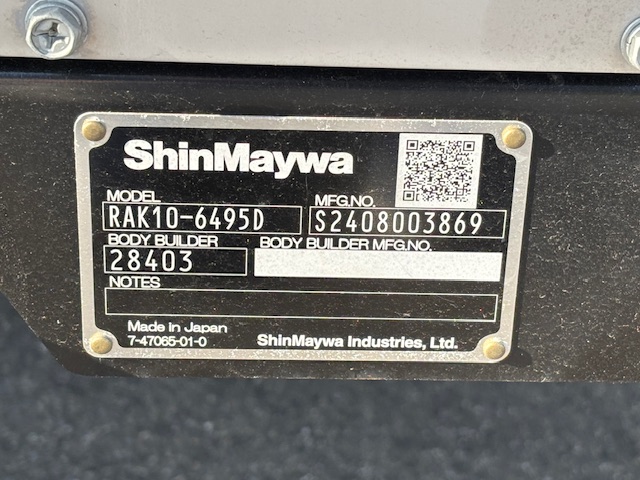 ShinMaywa
MODEL
RAK10-6495D
MFG.NO.
S2408003869
BODY BUILDER
28403
BODY BUILDER MFG.NO.
NOTES
Made in Japan
7-47065-01-0
ShinMaywa Industries, Ltd.